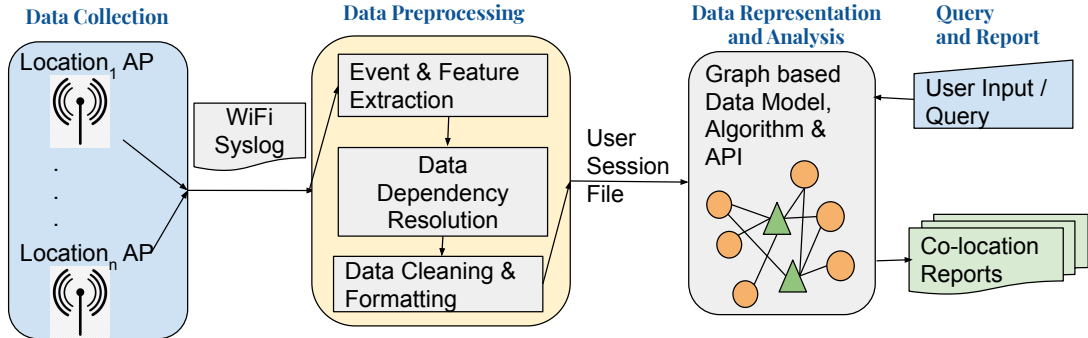 Data Collection
Location1 AP
.
.
.
Locationn AP
WiFi
Syslog
Data Preprocessing
Event & Feature
Extraction
Data
Dependency
Resolution
Data Cleaning &
Formatting
User
Session
File
Data Representation
and Analysis
Graph based
Data Model,
Algorithm &
API
Query
and Report
User Input /
Query
Co-location
Reports